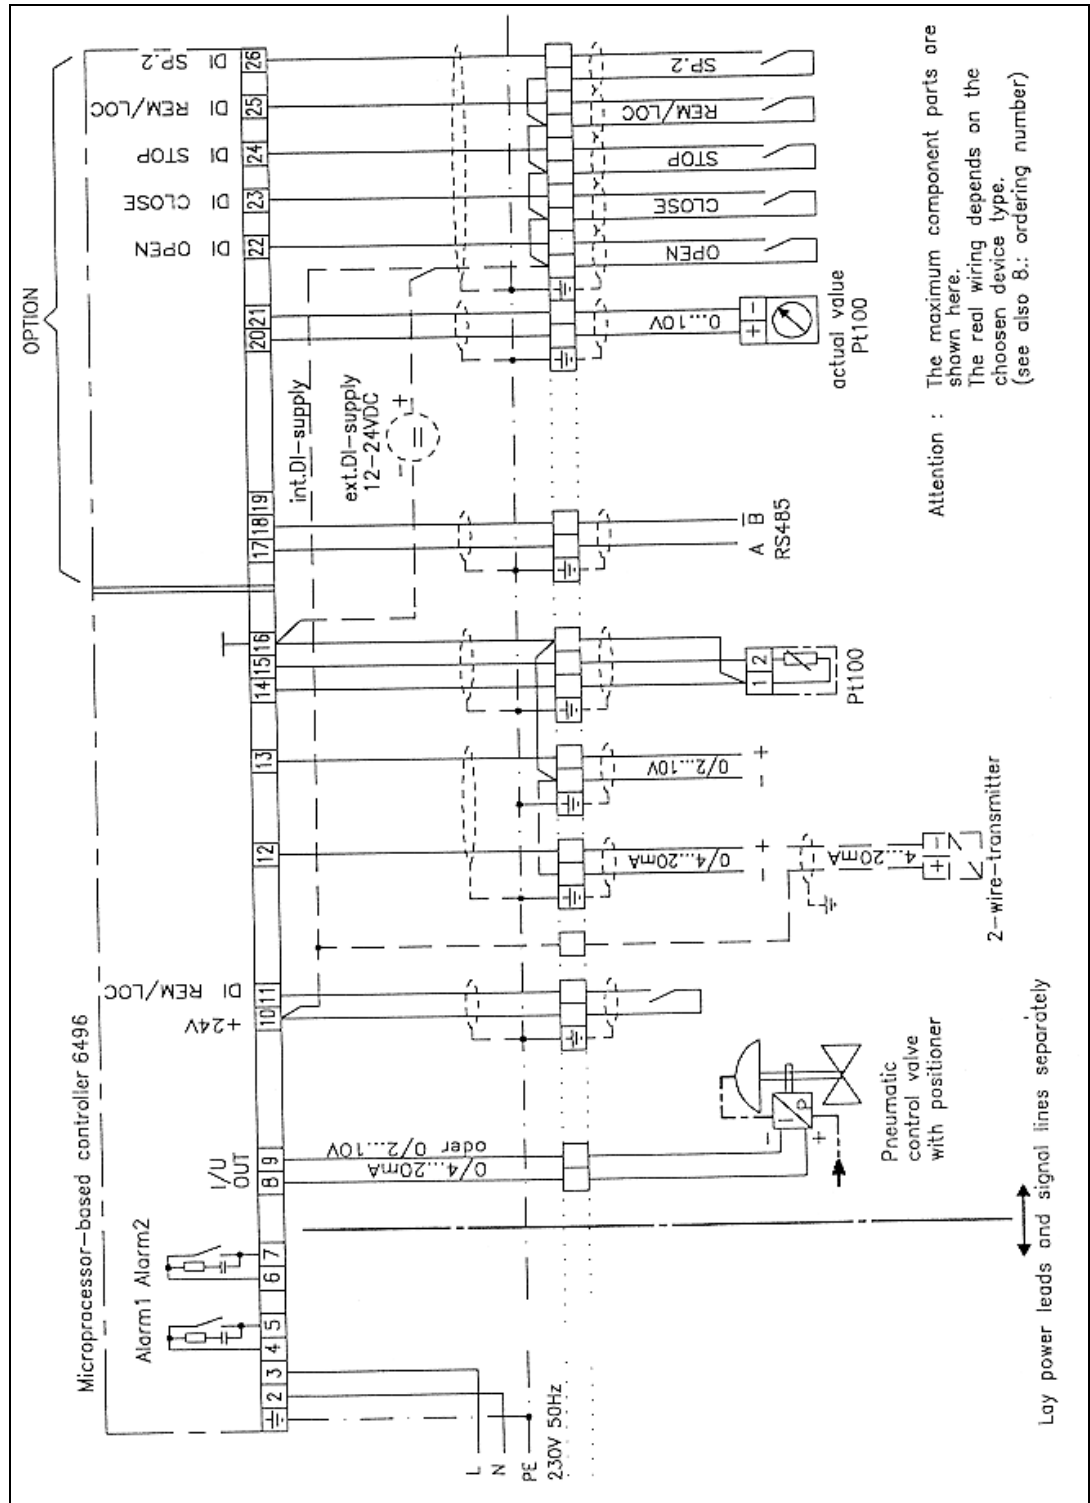 OPTION
Microprocessor-based controller 6496
Alarm1 Alarm2
I/U
OUT
+24V
DI REM/LOC
DI OPEN
DI CLOSE
DI STOP
DI REM/LOC
DI SP.2
2 3 4 5 6 7 8 9 10 11 12 13 14 15 16 17 18 19 20 21 22 23 24 25 26
int.DI-supply
ext.DI-supply
12-24VDC
- +
=
L
N
PE
230V 50Hz
0/4...20mA
oder 0/2...10V
0/4...20mA
- +
0/2...10V
- +
4...20mA
+ -
2-wire-transmitter
1 2
Pt100
A B
RS485
0...10V
+ -
actual value
Pt100
OPEN
CLOSE
STOP
REM/LOC
SP.2
I P
- +
Pneumatic
control valve
with positioner
Attention : The maximum component parts are
shown here.
The real wiring depends on the
choosen device type.
(see also 8.: ordering number)
Lay power leads and signal lines separately